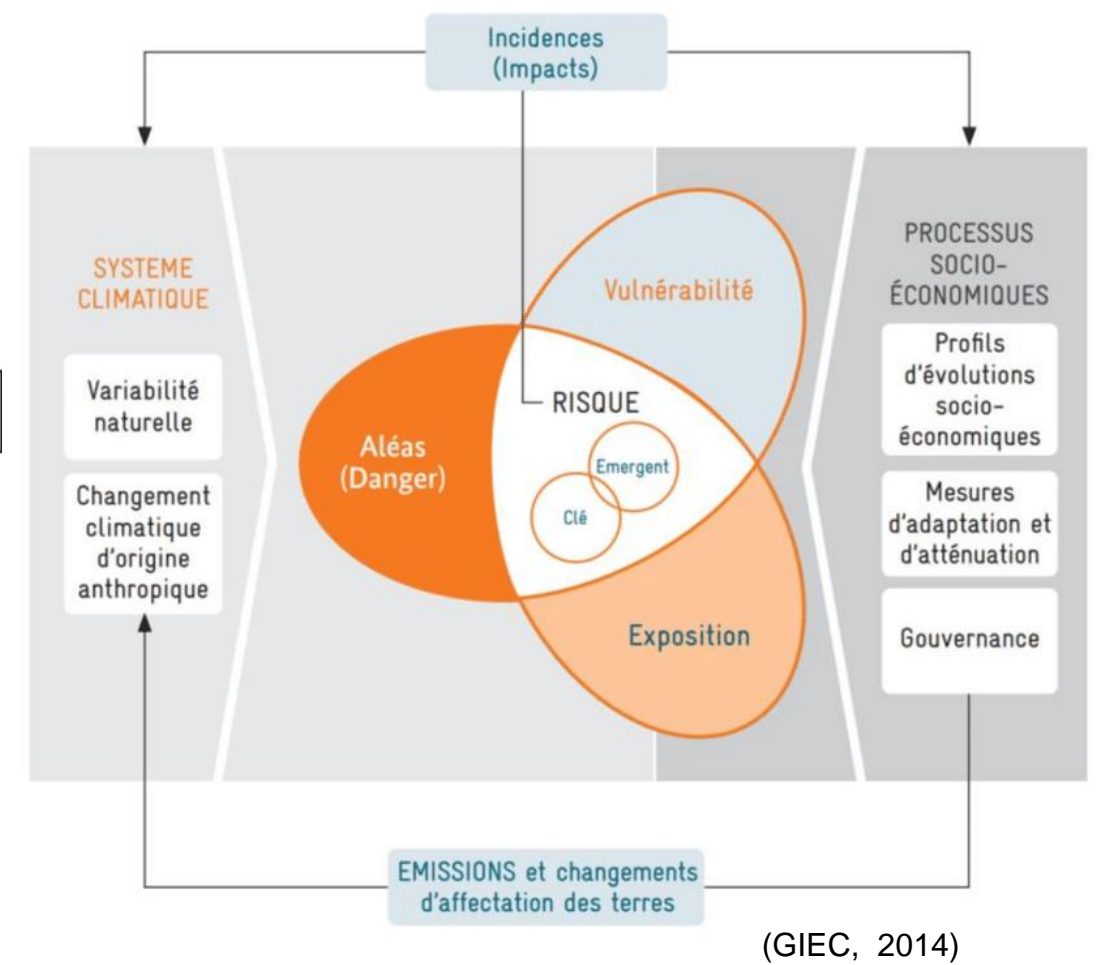 Incidences
(Impacts)
SYSTEME
CLIMATIQUE
Variabilité
naturelle
Changement
climatique
d'origine
anthropique
Aléas
(Danger)
Vulnérabilité
RISQUE
Emergent
Clé
Exposition
PROCESSUS
SOCIO-
ÉCONOMIQUES
Profils
d'évolutions
socio-
économiques
Mesures
d'adaptation et
d'atténuation
Gouvernance
EMISSIONS et changements
d'affectation des terres
(GIEC, 2014)